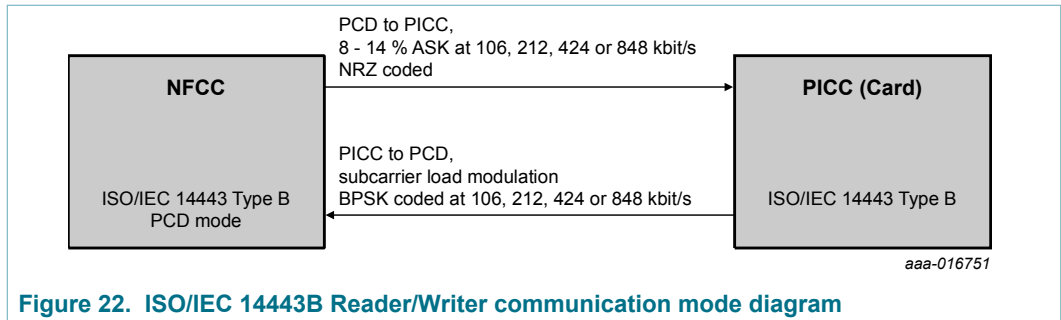 PCD to PICC,
8 - 14 % ASK at 106, 212, 424 or 848 kbit/s
NRZ coded
NFCC
PICC (Card)
PICC to PCD,
subcarrier load modulation
BPSK coded at 106, 212, 424 or 848 kbit/s
ISO/IEC 14443 Type B
PCD mode
ISO/IEC 14443 Type B
aaa-016751
Figure 22. ISO/IEC 14443B Reader/Writer communication mode diagram